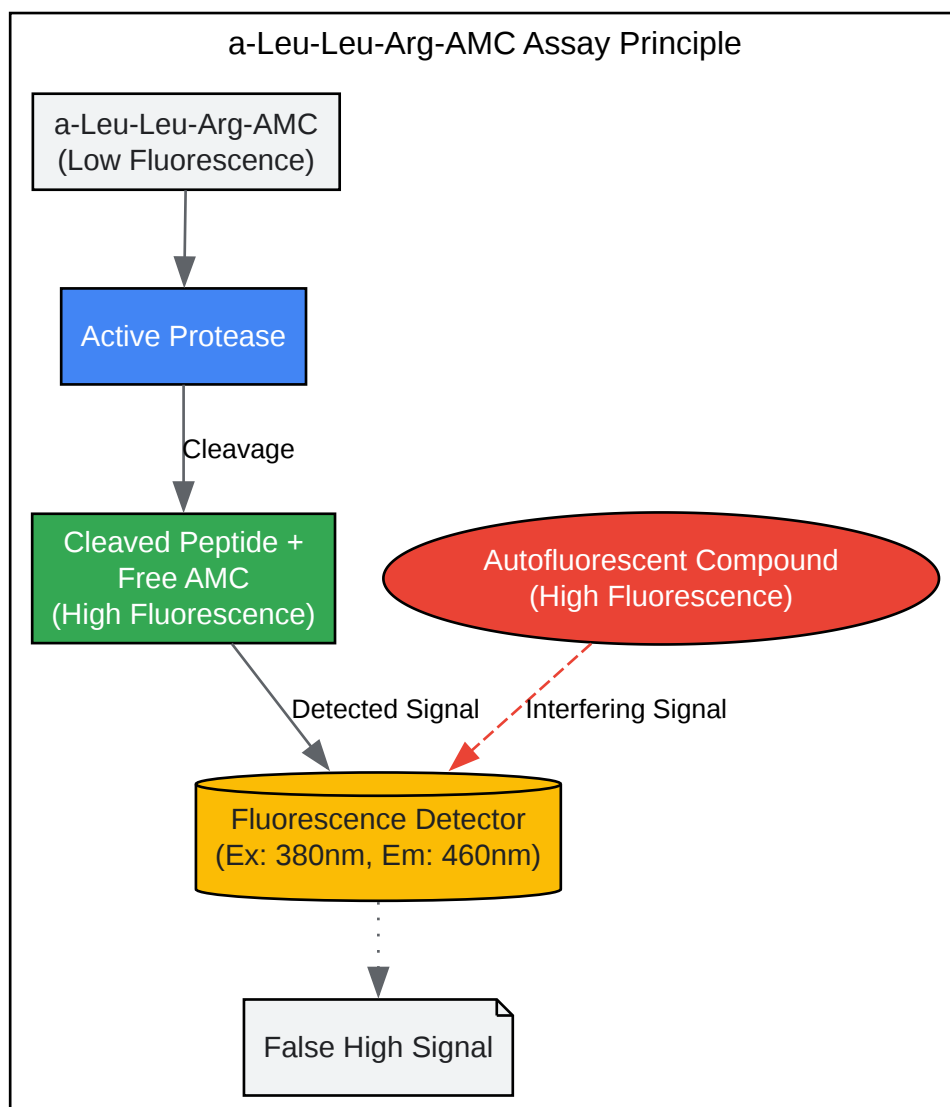 a-Leu-Leu-Arg-AMC Assay Principle
a-Leu-Leu-Arg-AMC
(Low Fluorescence)
Active Protease
Cleavage
Cleaved Peptide +
Free AMC
(High Fluorescence)
Autofluorescent Compound
(High Fluorescence)
Detected Signal
Interfering Signal
Fluorescence Detector
(Ex: 380nm, Em: 460nm)
False High Signal